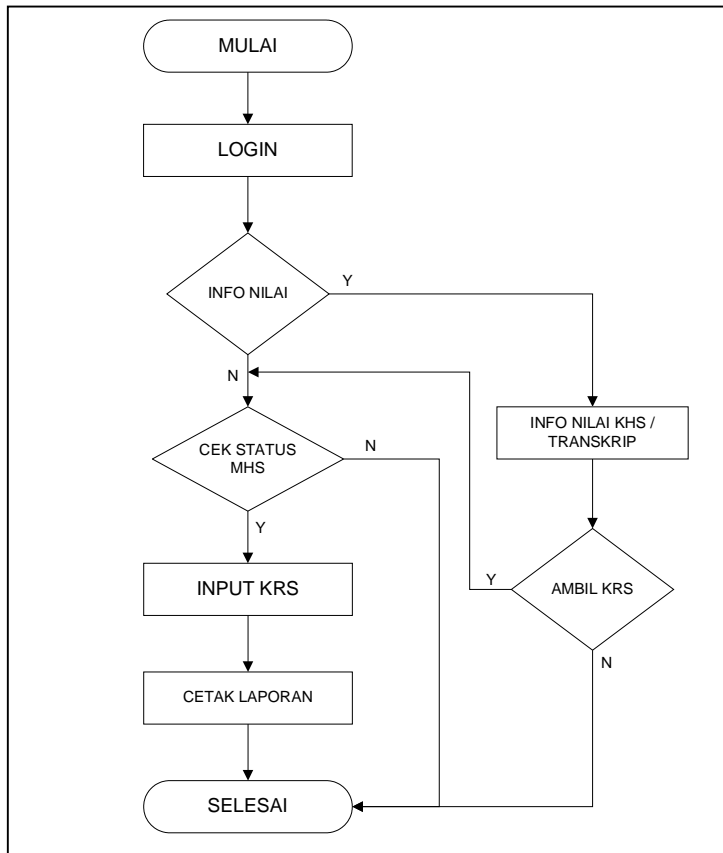 MULAI
LOGIN
INFO NILAI
Y
N
CEK STATUS
MHS
N
INFO NILAI KHS /
TRANSKRIP
Y
INPUT KRS
Y
AMBIL KRS
N
CETAK LAPORAN
SELESAI